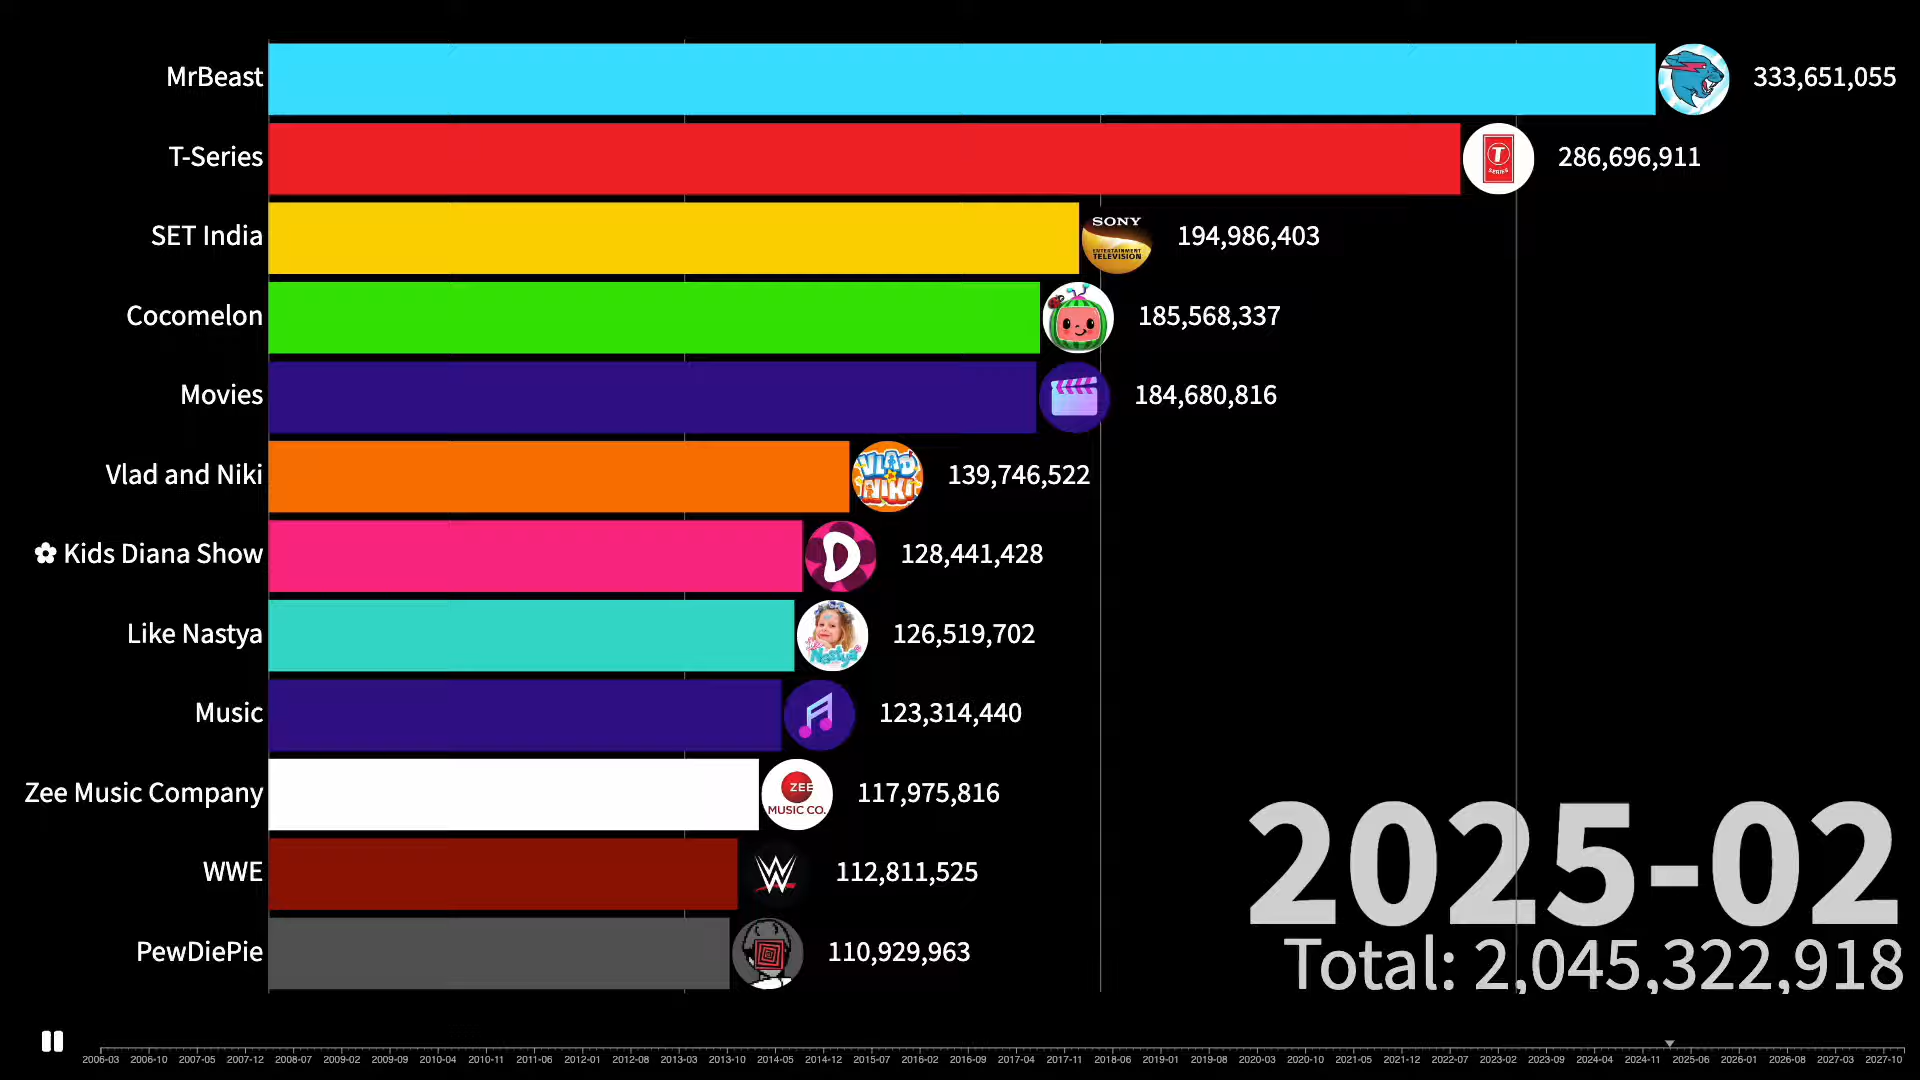 MrBeast 333,651,055
T-Series T SERIES 286,696,911
SET India SONY ENTERTAINMENT TELEVISION 194,986,403
Cocomelon 185,568,337
Movies 184,680,816
Vlad and Niki VLAD NIKI 139,746,522
✿ Kids Diana Show D 128,441,428
Like Nastya Like Nastya 126,519,702
Music 123,314,440
Zee Music Company ZEE MUSIC CO. 117,975,816
WWE W 112,811,525
PewDiePie 110,929,963
2025-02
Total: 2,045,322,918
2006-03 2006-10 2007-05 2007-12 2008-07 2009-02 2009-09 2010-04 2010-11 2011-06 2012-01 2012-08 2013-03 2013-10 2014-05 2014-12 2015-07 2016-02 2016-09 2017-04 2017-11 2018-06 2019-01 2019-08 2020-03 2020-10 2021-05 2021-12 2022-07 2023-02 2023-09 2024-04 2024-11 2025-06 2026-01 2026-08 2027-03 2027-10